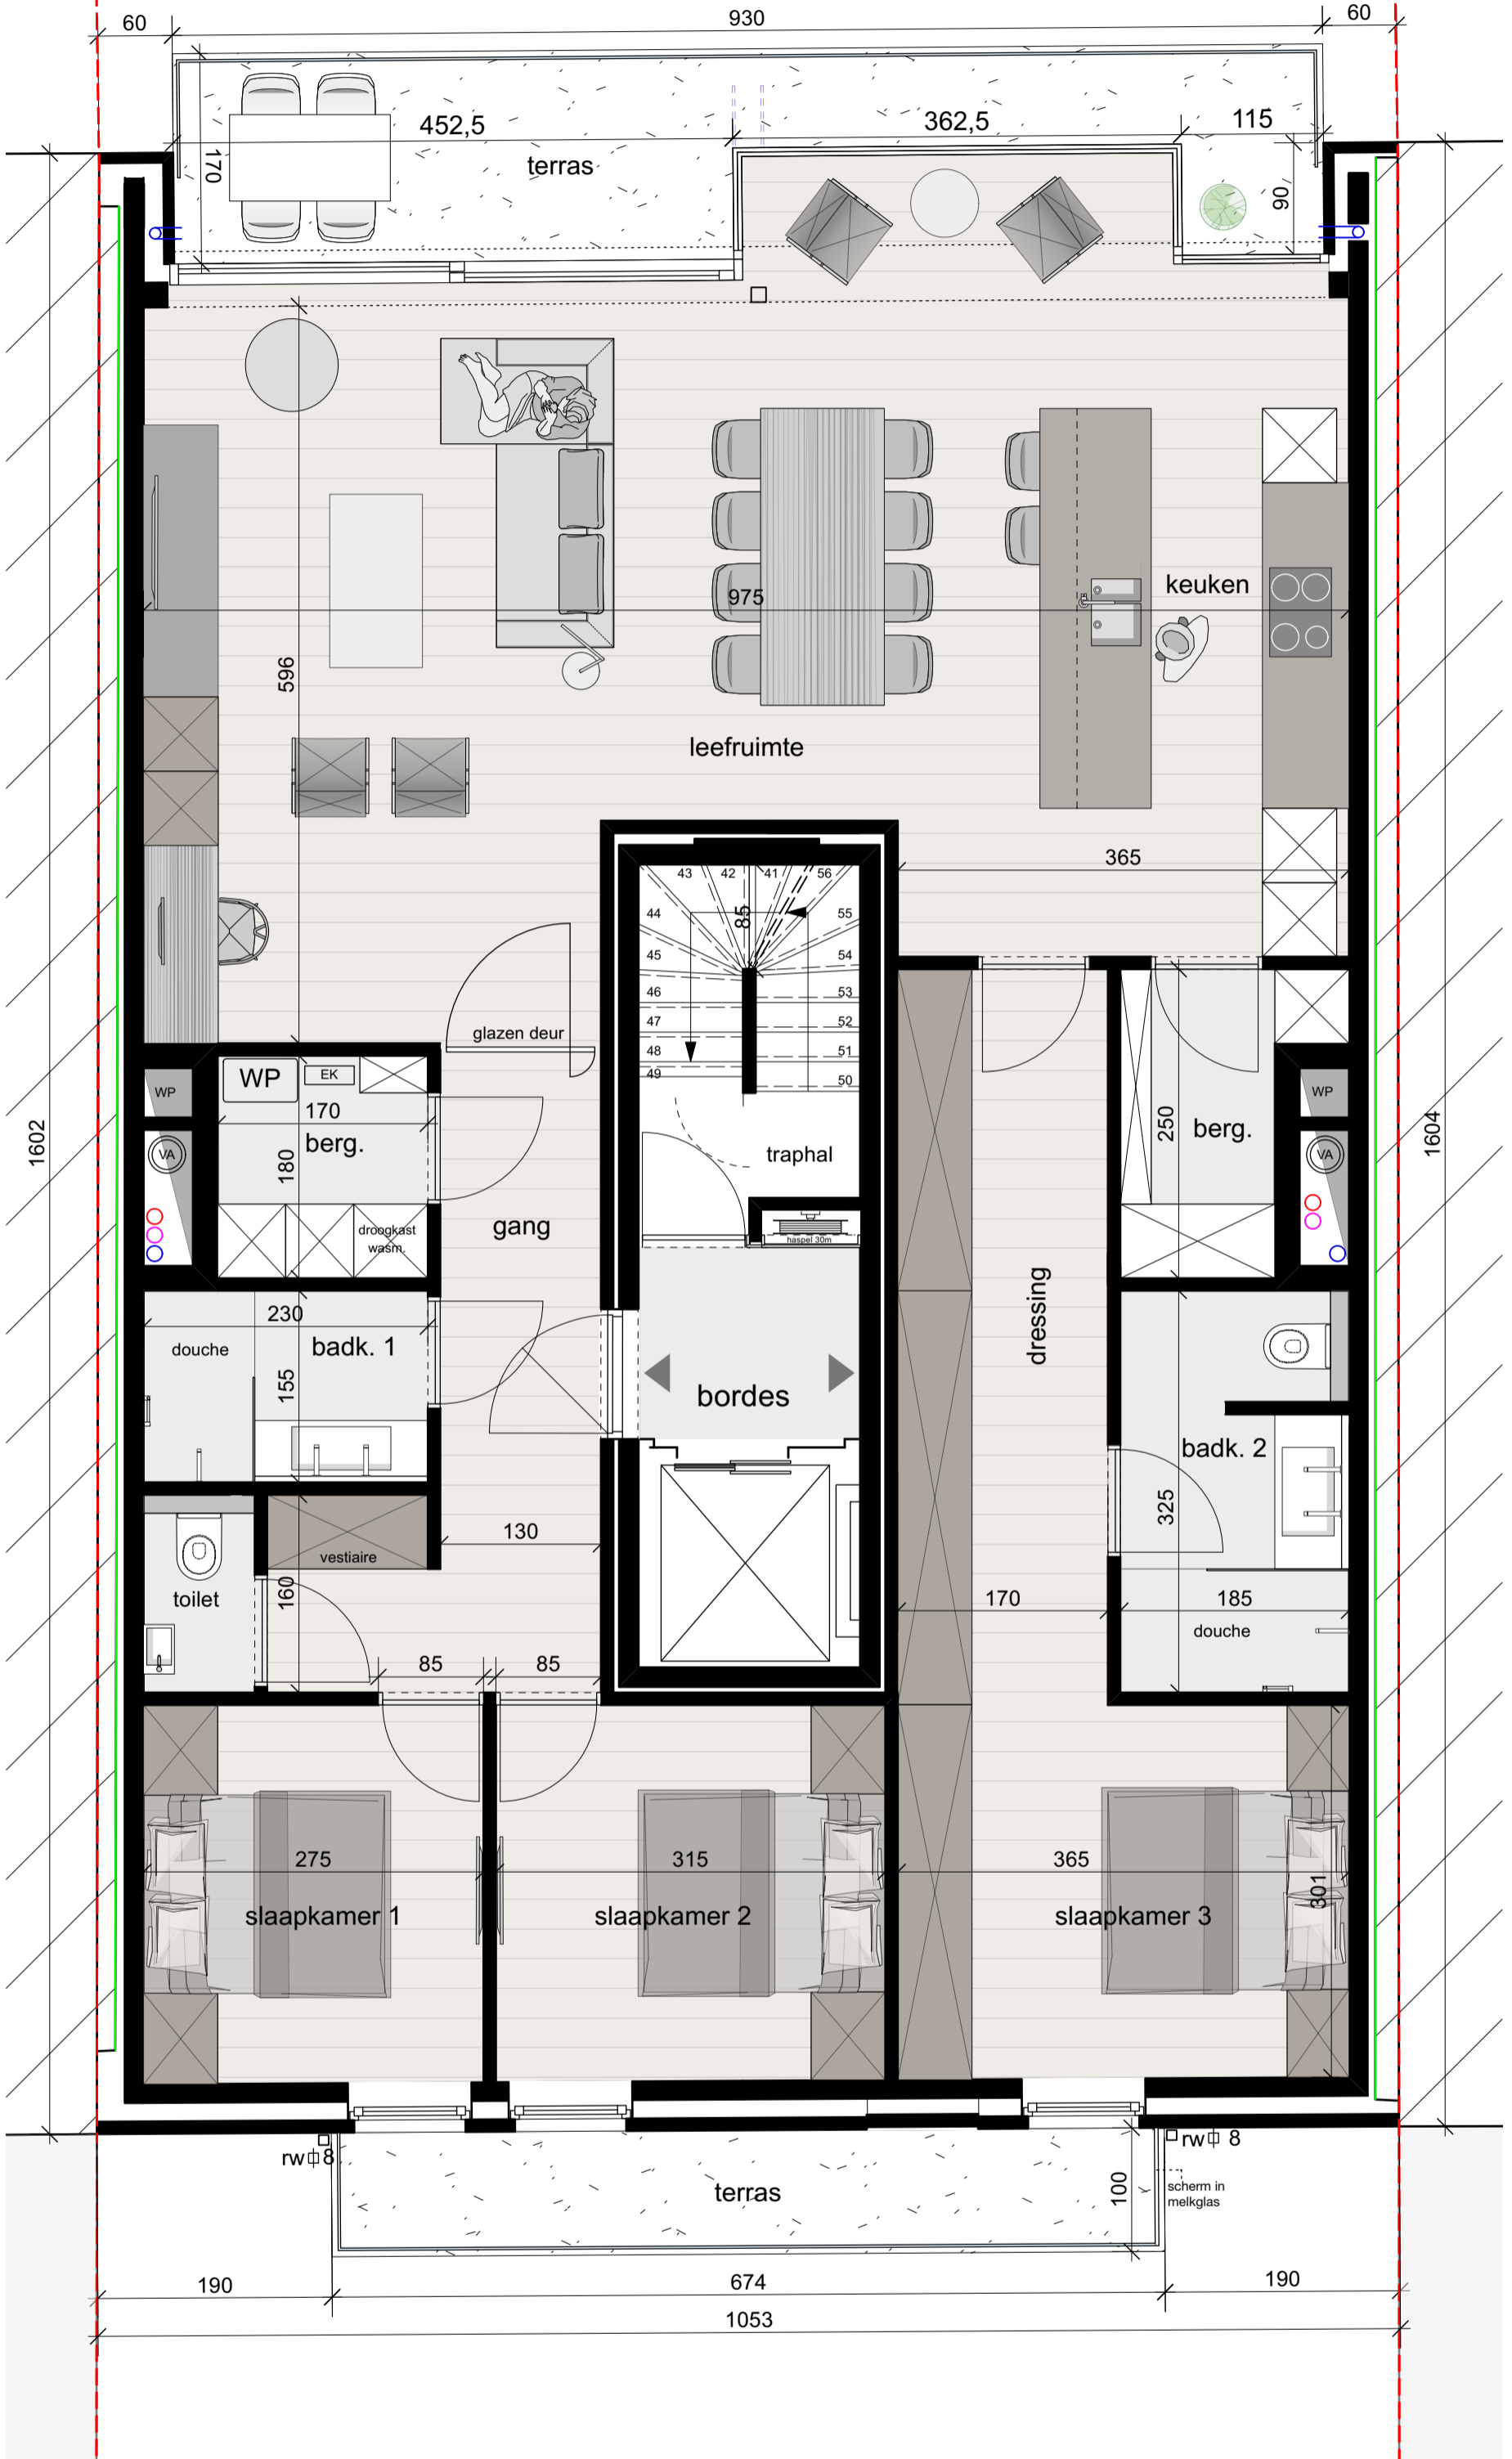 60
930
60
452,5
362,5
115
terras
170
90
keuken
975
596
leefruimte
365
43
42
41
56
85
44
55
45
54
46
53
47
52
48
51
49
50
glazen deur
WP
EK
WP
170
berg.
180
VA
droogkast
wasm.
gang
traphal
haspel 30m
250
berg.
WP
VA
1602
1604
230
douche
badk. 1
155
bordes
dressing
badk. 2
325
vestiaire
130
toilet
160
170
185
douche
85
85
275
315
365
301
slaapkamer 1
slaapkamer 2
slaapkamer 3
rw 8
rw 8
terras
100
scherm in
melkglas
190
674
190
1053